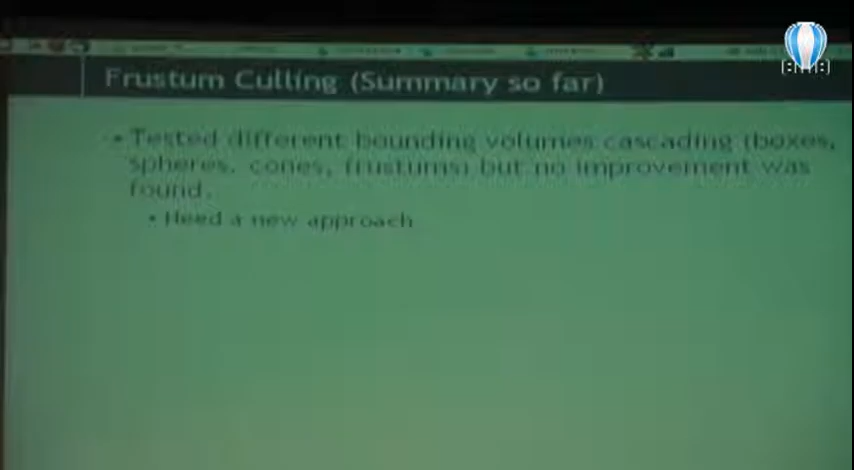 Frustum Culling (Summary so far)
• Tested different bounding volumes cascading (boxes,
spheres, cones, frustums) but no improvement was
found.
• Need a new approach